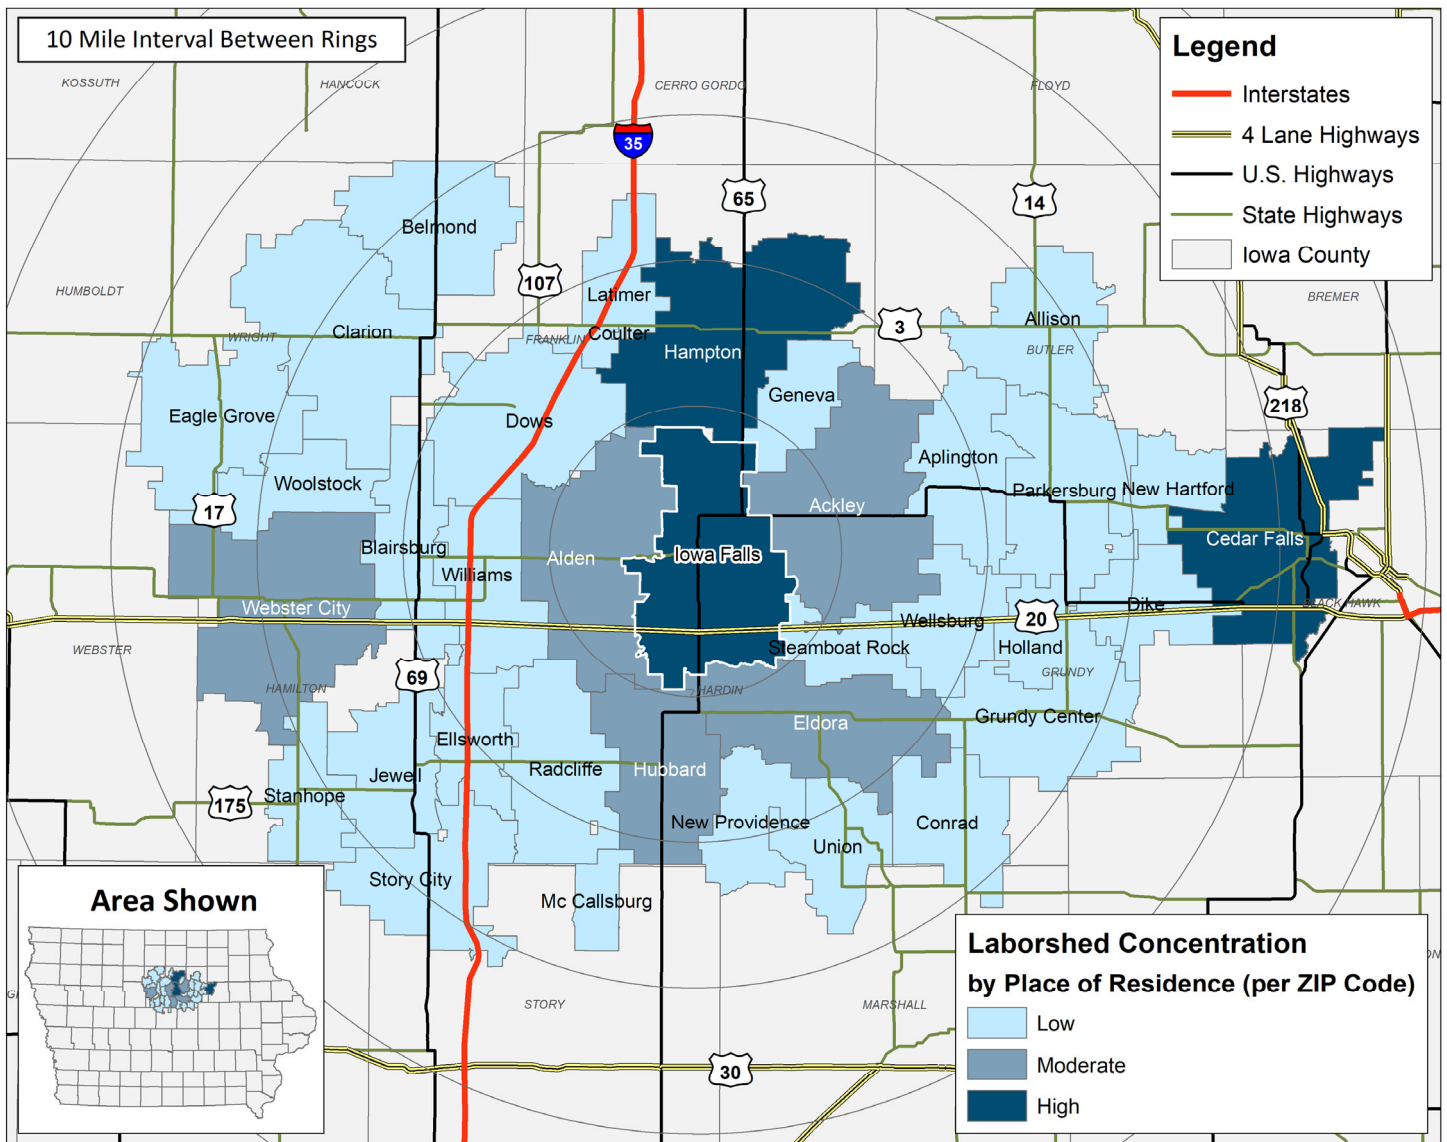 10 Mile Interval Between Rings
Legend
Interstates
4 Lane Highways
U.S. Highways
State Highways
Iowa County
KOSSUTH
HANCOCK
CERRO GORDO
FLOYD
35
65
14
Belmond
107
HUMBOLDT
Latimer
BREMER
WRIGHT
Clarion
FRANKLIN
Coulter
3
Allison
Hampton
BUTLER
Geneva
218
Eagle Grove
Dows
Aplington
Woolstock
Parkersburg
New Hartford
17
Ackley
Blairsburg
Alden
Iowa Falls
Cedar Falls
Williams
Webster City
Dike
BLACK HAWK
Wellsburg
20
WEBSTER
Steamboat Rock
Holland
69
GRUNDY
HAMILTON
HARDIN
Eldora
Grundy Center
Ellsworth
Jewell
Radcliffe
Hubbard
Stanhope
175
New Providence
Conrad
Union
Story City
Mc Callsburg
STORY
MARSHALL
30
Area Shown
Laborshed Concentration
by Place of Residence (per ZIP Code)
Low
Moderate
High